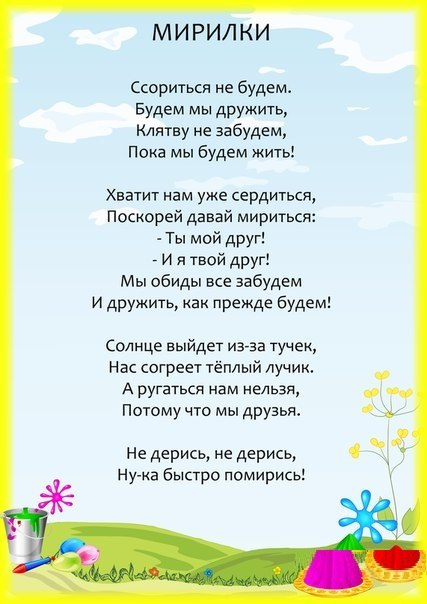 МИРИЛКИ
Ссориться не будем.
Будем мы дружить,
Клятву не забудем,
Пока мы будем жить!
Хватит нам уже сердиться,
Поскорей давай мириться:
- Ты мой друг!
- И я твой друг!
Мы обиды все забудем
И дружить, как прежде будем!
Солнце выйдет из-за тучек,
Нас согреет тёплый лучик.
А ругаться нам нельзя,
Потому что мы друзья.
Не дерись, не дерись,
Ну-ка быстро помирись!